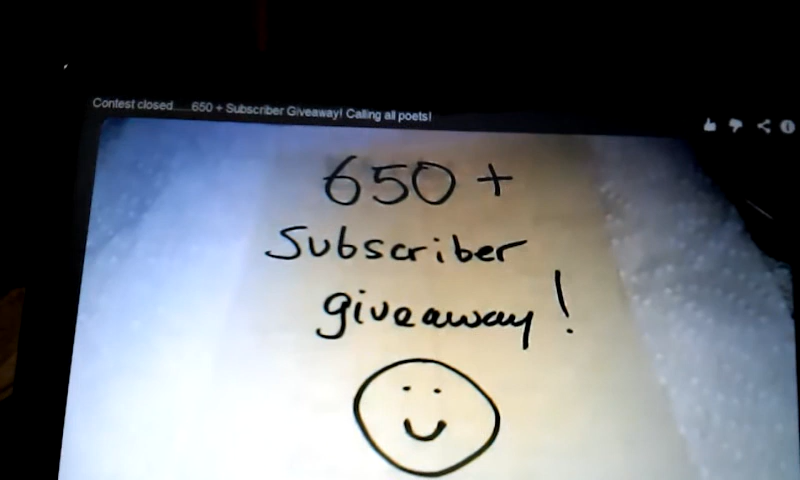 Contest closed.....650 + Subscriber Giveaway! Calling all poets!
650 +
Subscriber
giveaway!